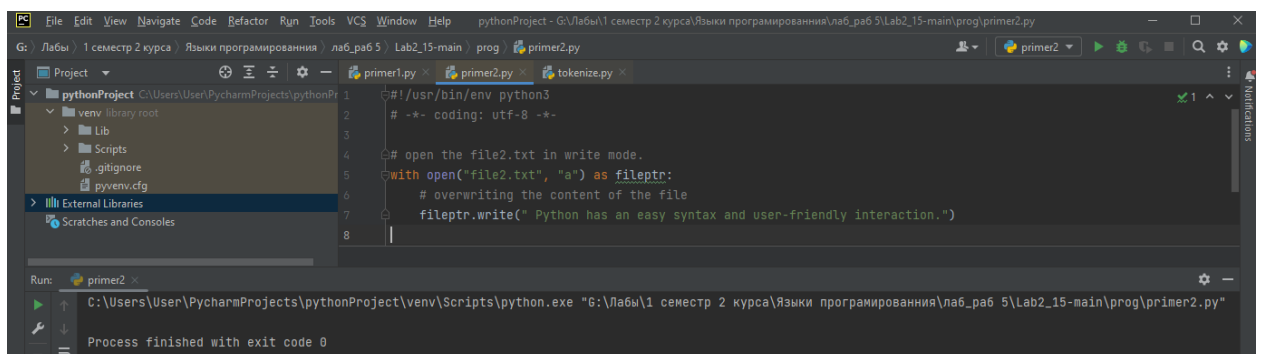 PC File Edit View Navigate Code Refactor Run Tools VCS Window Help pythonProject - G:\Лабы\1 семестр 2 курса\Языки програмированния\лаб_раб 5\Lab2_15-main\prog\primer2.py
G: Лабы 1 семестр 2 курса Языки програмированния лаб_раб 5 Lab2_15-main prog primer2.py primer2
Project primer1.py primer2.py tokenize.py
Project
pythonProject C:\Users\User\PycharmProjects\pythonPr
venv library root
Lib
Scripts
.gitignore
pyvenv.cfg
External Libraries
Scratches and Consoles
1 #!/usr/bin/env python3
2 # -*- coding: utf-8 -*-
3
4 # open the file2.txt in write mode.
5 with open("file2.txt", "a") as fileptr:
6 # overwriting the content of the file
7 fileptr.write(" Python has an easy syntax and user-friendly interaction.")
8
1
Notifications
Run: primer2
C:\Users\User\PycharmProjects\pythonProject\venv\Scripts\python.exe "G:\Лабы\1 семестр 2 курса\Языки програмированния\лаб_раб 5\Lab2_15-main\prog\primer2.py"
Process finished with exit code 0